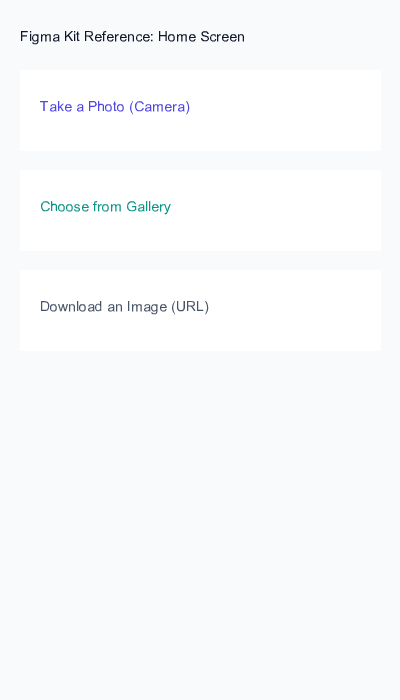 Figma Kit Reference: Home Screen
Take a Photo (Camera)
Choose from Gallery
Download an Image (URL)